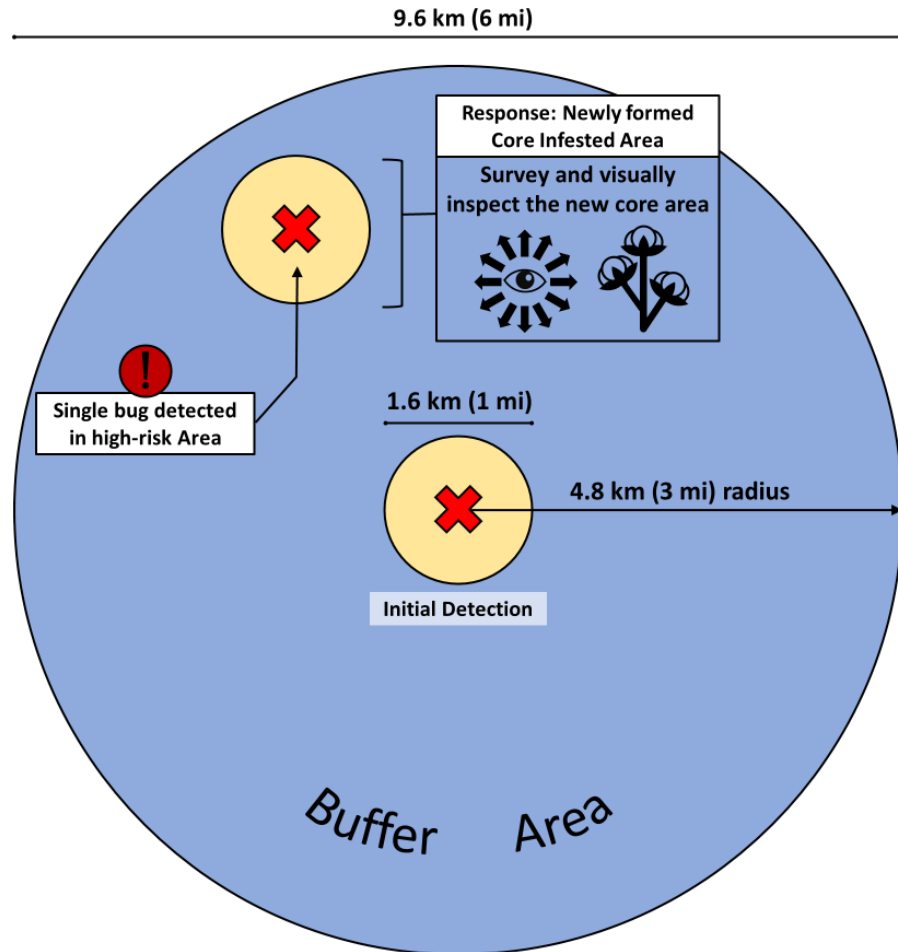 9.6 km (6 mi)
Response: Newly formed
Core Infested Area
Survey and visually
inspect the new core area
!
Single bug detected
in high-risk Area
1.6 km (1 mi)
4.8 km (3 mi) radius
Initial Detection
Buffer Area